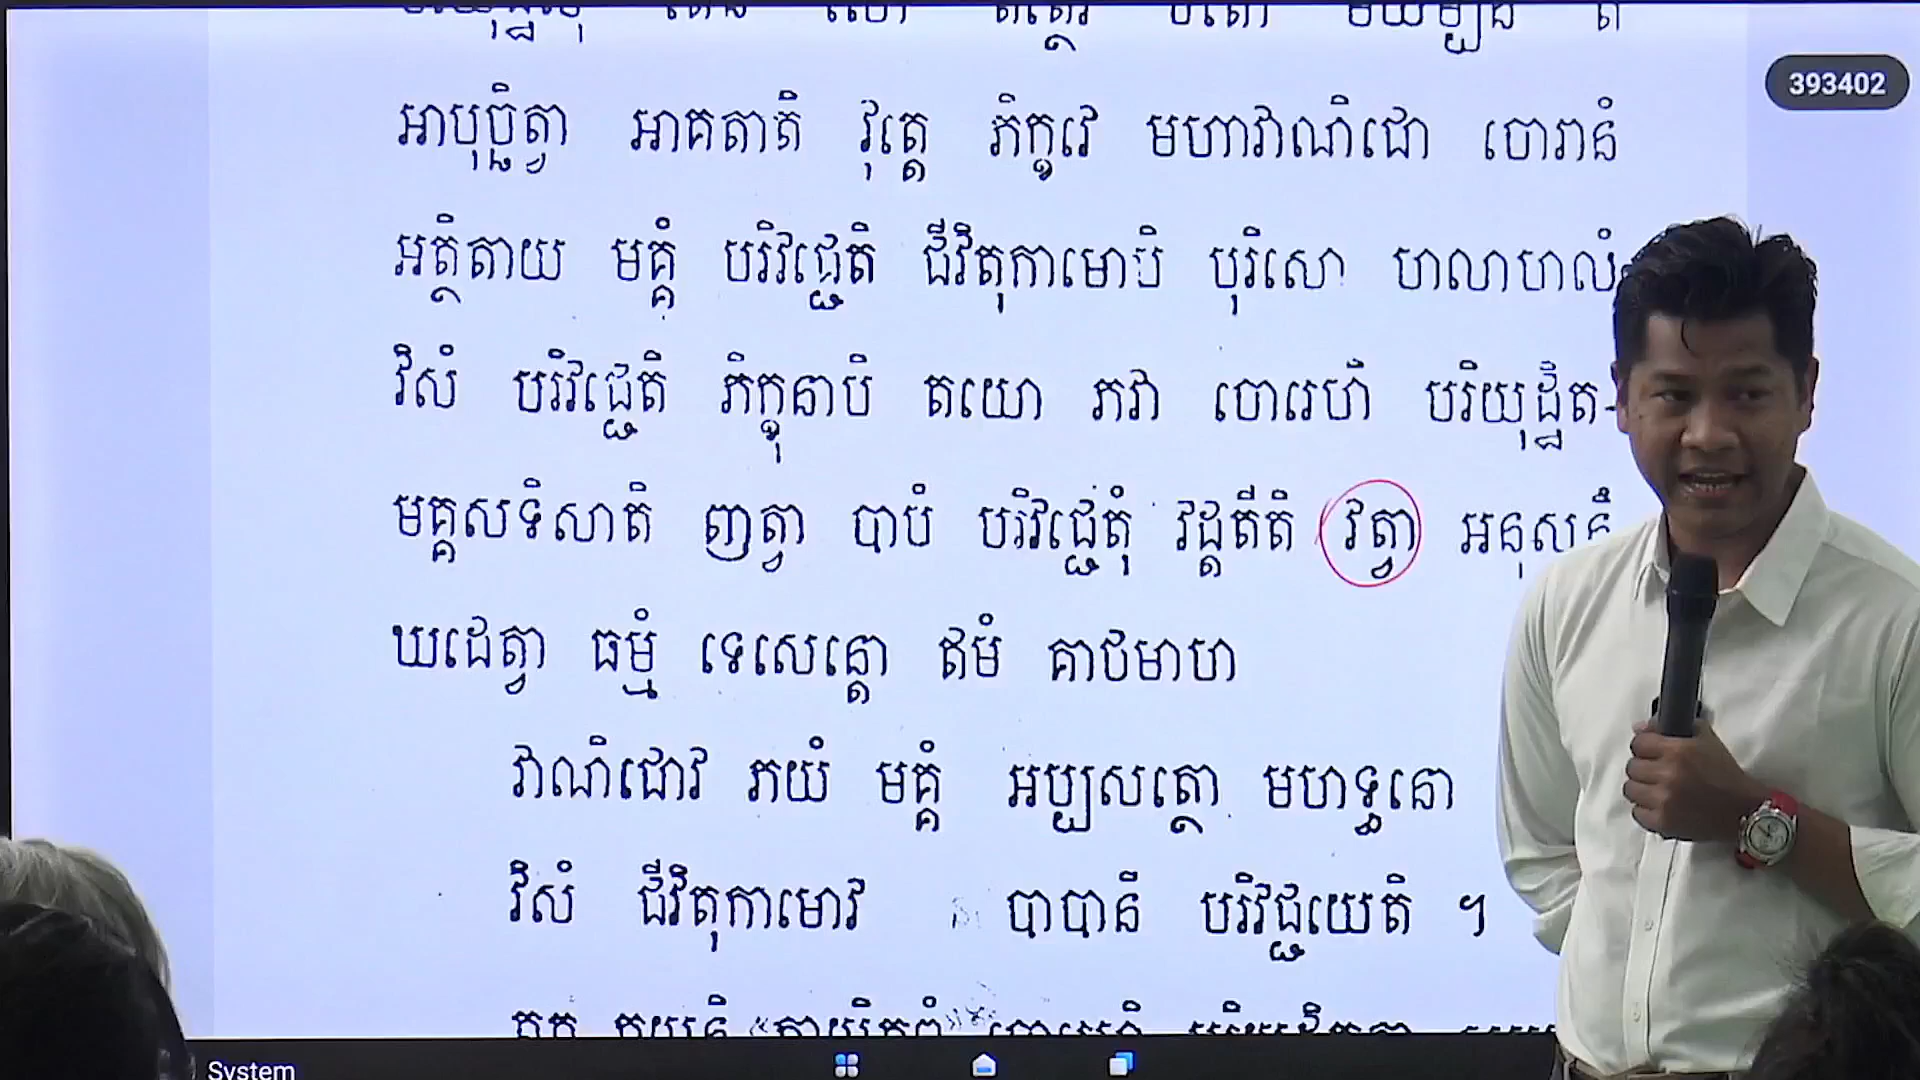 393402
អាបុច្ឆិត្វា អាគតាតិ វុត្តេ ភិក្ខវេ មហាវាណិជោ ចោរានំ
អត្ថិតាយ មគ្គំ បរិវជ្ជេតិ ជីវិតុកាមោបិ បុរិសោ ហលាហលំ
វិសំ បរិវជ្ជេតិ ភិក្ខុនាបិ តយោ ភវា ចោរេហិ បរិយុដ្ឋិត-
មគ្គសទិសាតិ ញត្វា បាបំ បរិវជ្ជេតុំ វដ្ដតីតិ វត្វា អនុសន្ធឹ
ឃដេត្វា ធម្មំ ទេសេន្តោ ឥមំ គាថមាហ
វាណិជោវ ភយំ មគ្គំ អប្បសត្ថោ មហទ្ធនោ
វិសំ ជីវិតុកាមោវ បាបានិ បរិវជ្ជយេតិ ។
System